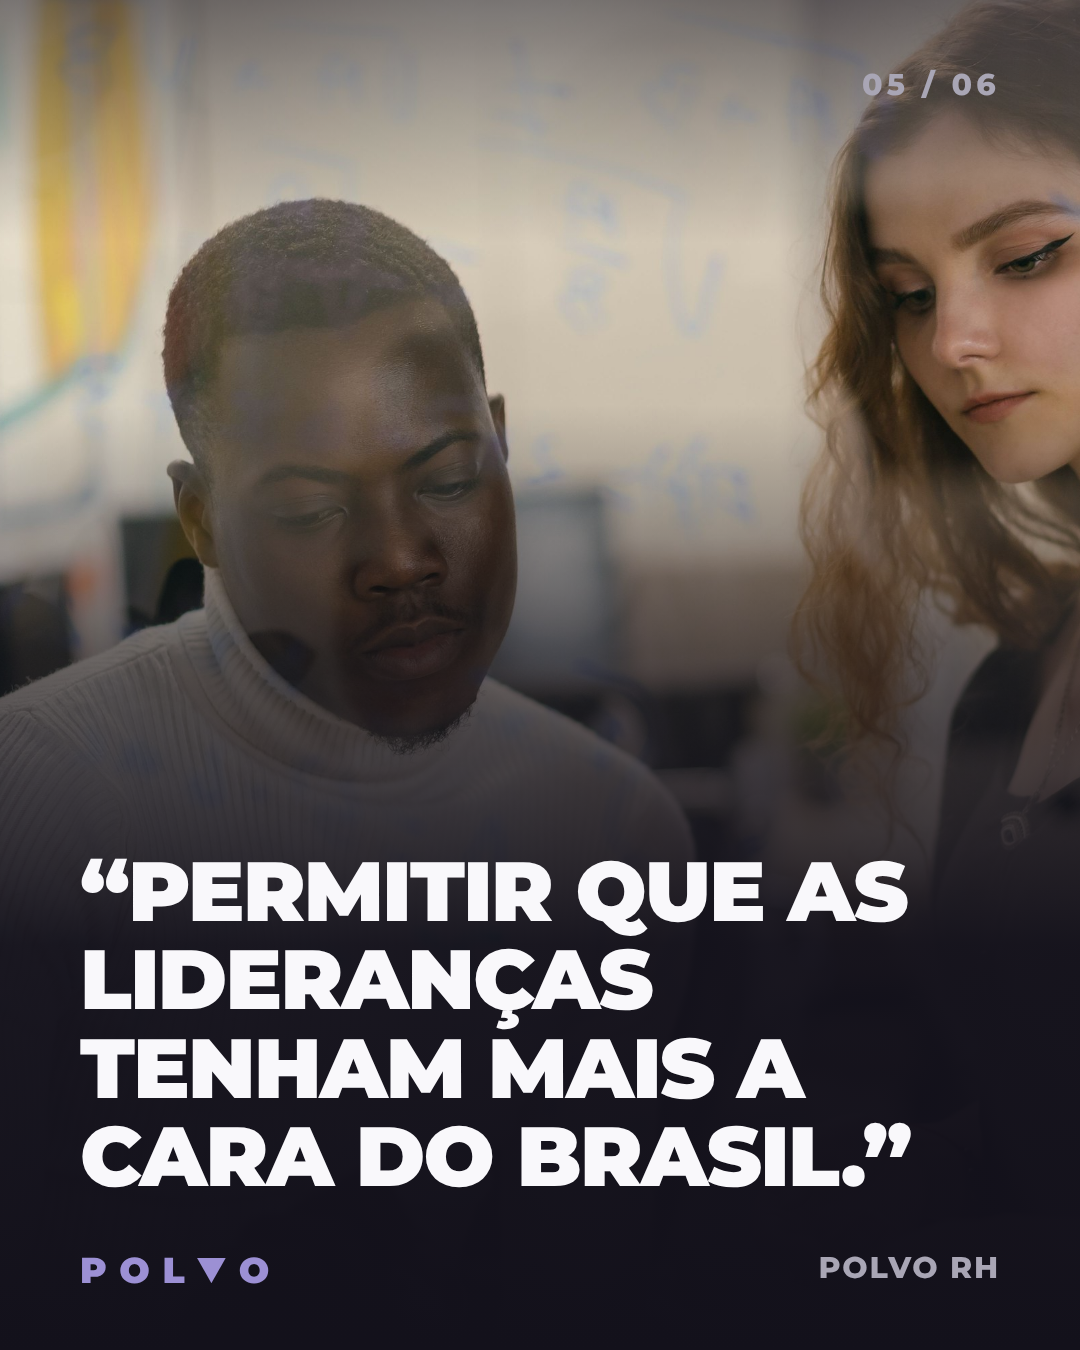 05 / 06
“PERMITIR QUE AS
LIDERANÇAS
TENHAM MAIS A
CARA DO BRASIL.”
POLVO
POLVO RH